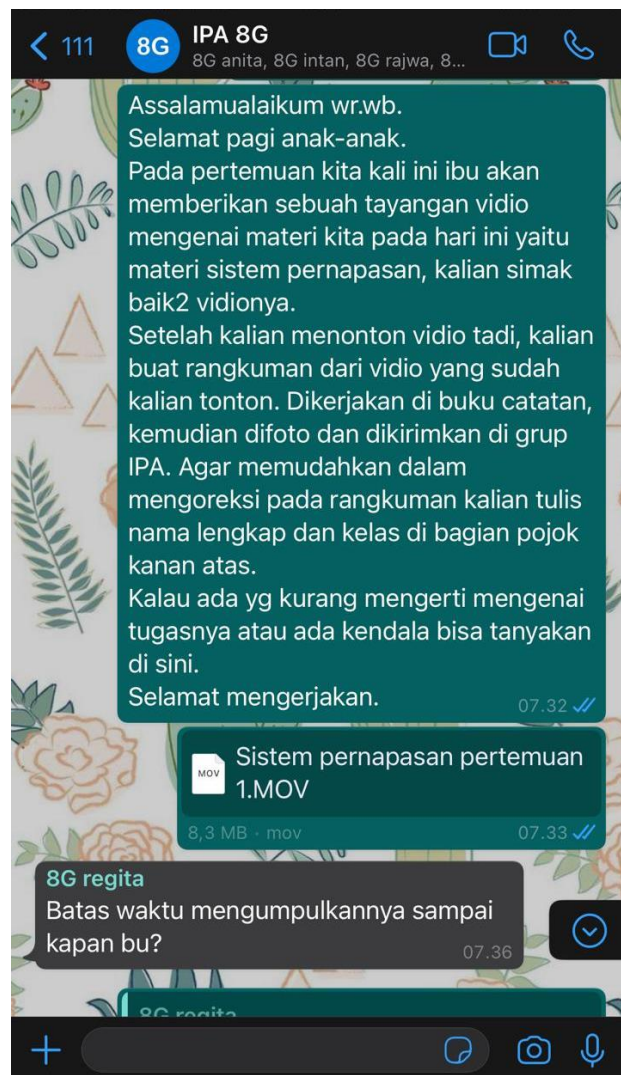 111
8G
IPA 8G
8G anita, 8G intan, 8G rajwa, 8...
Assalamualaikum wr.wb.
Selamat pagi anak-anak.
Pada pertemuan kita kali ini ibu akan
memberikan sebuah tayangan vidio
mengenai materi kita pada hari ini yaitu
materi sistem pernapasan, kalian simak
baik2 vidionya.
Setelah kalian menonton vidio tadi, kalian
buat rangkuman dari vidio yang sudah
kalian tonton. Dikerjakan di buku catatan,
kemudian difoto dan dikirimkan di grup
IPA. Agar memudahkan dalam
mengoreksi pada rangkuman kalian tulis
nama lengkap dan kelas di bagian pojok
kanan atas.
Kalau ada yg kurang mengerti mengenai
tugasnya atau ada kendala bisa tanyakan
di sini.
Selamat mengerjakan.
07.32
MOV
Sistem pernapasan pertemuan
1.MOV
8,3 MB · mov
07.33
8G regita
Batas waktu mengumpulkannya sampai
kapan bu?
07.36
8G regita